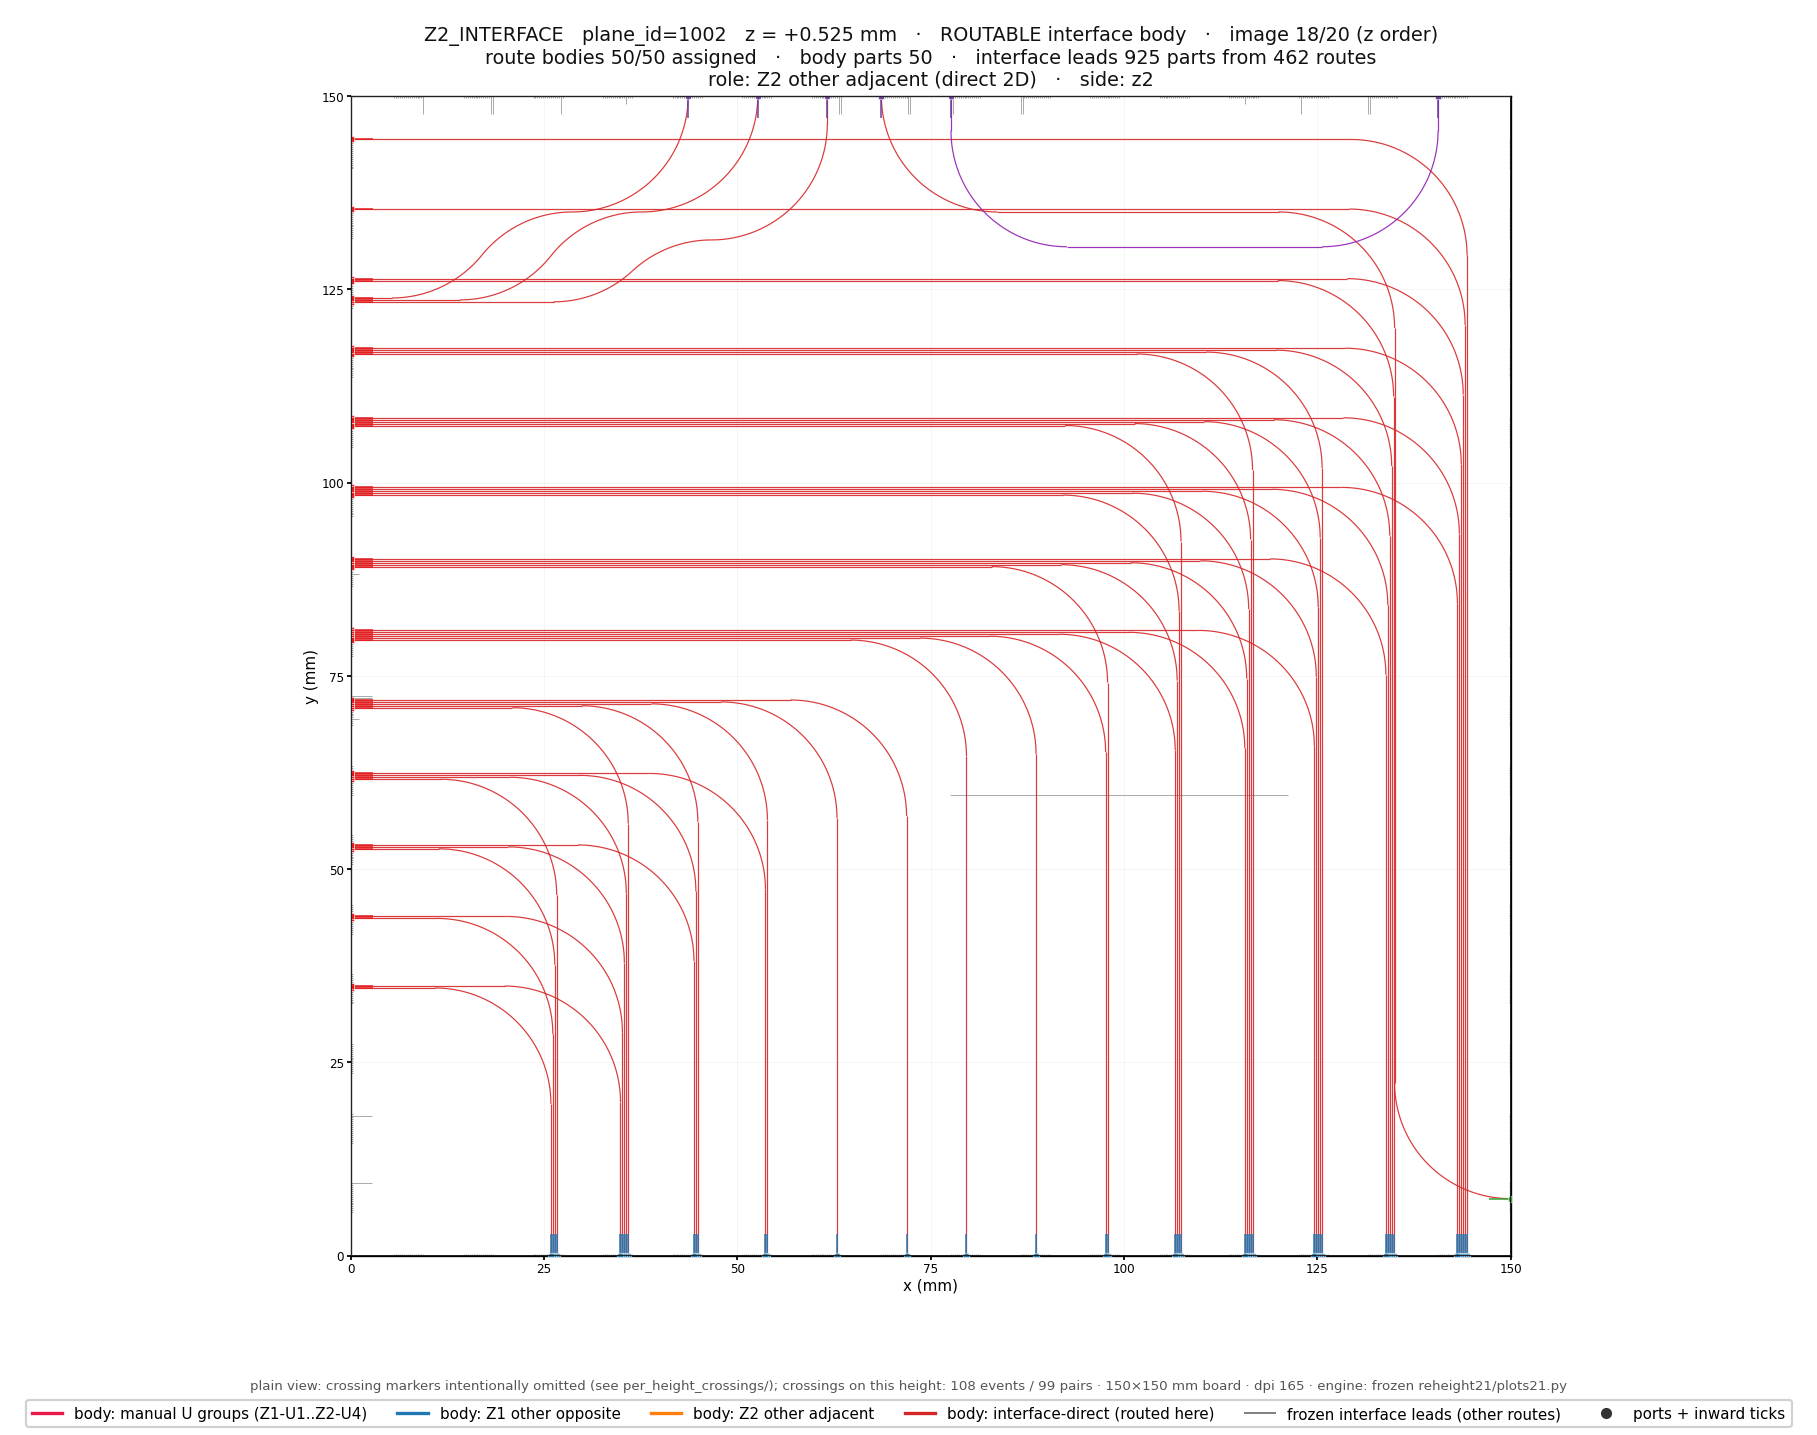 Z2_INTERFACE   plane_id=1002   z = +0.525 mm   ·   ROUTABLE interface body   ·   image 18/20 (z order)
route bodies 50/50 assigned   ·   body parts 50   ·   interface leads 925 parts from 462 routes
role: Z2 other adjacent (direct 2D)   ·   side: z2
150
125
100
75
50
25
0
y (mm)
0 25 50 75 100 125 150
x (mm)
plain view: crossing markers intentionally omitted (see per_height_crossings/); crossings on this height: 108 events / 99 pairs · 150×150 mm board · dpi 165 · engine: frozen reheight21/plots21.py
body: manual U groups (Z1-U1..Z2-U4) body: Z1 other opposite body: Z2 other adjacent body: interface-direct (routed here) frozen interface leads (other routes) ports + inward ticks